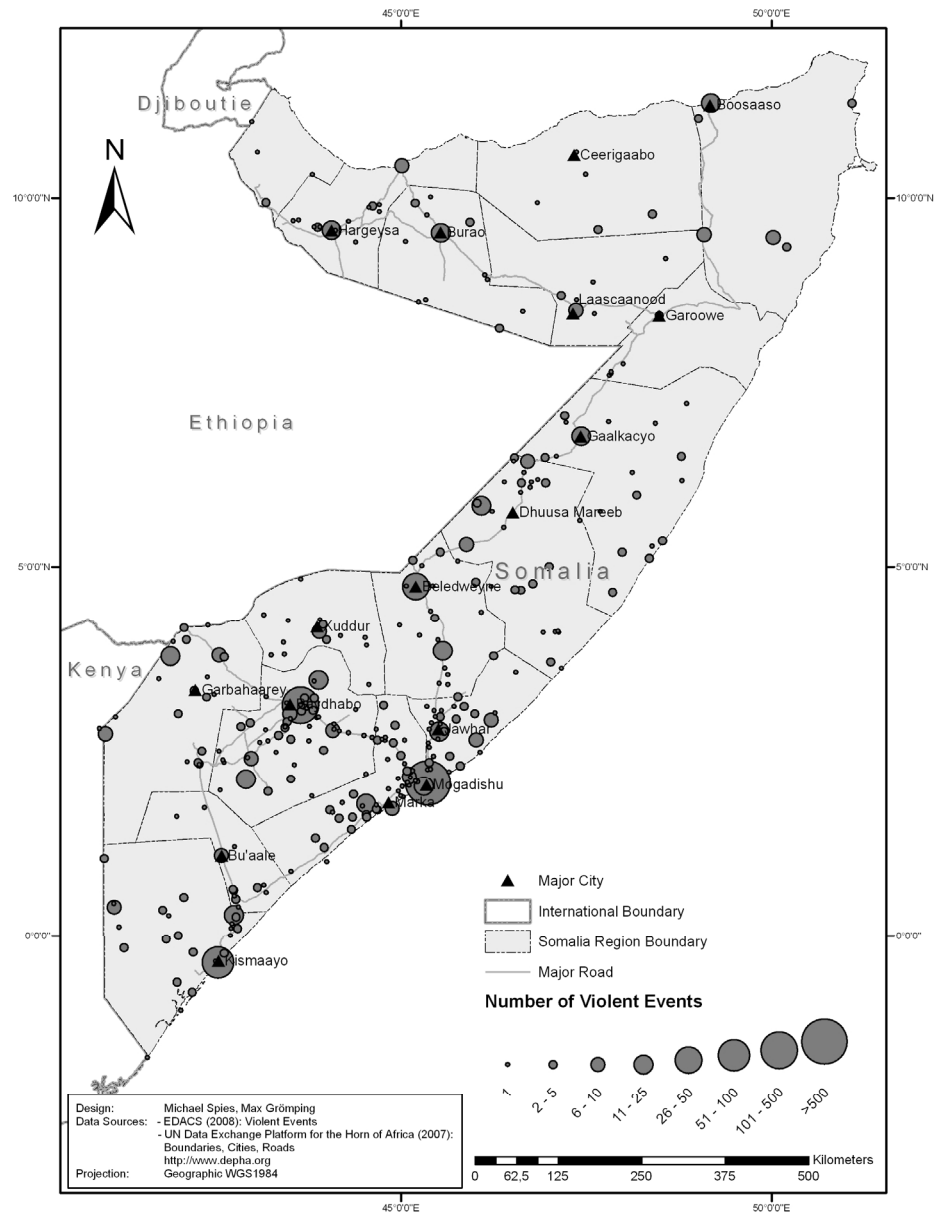 45°0'0"E 50°0'0"E
Djiboutie
Boosaaso
N
Ceerigaabo
10°0'0"N 10°0'0"N
Hargeysa Burao
Laascaanood
Garoowe
Ethiopia
Gaalkacyo
Dhuusa Mareeb
5°0'0"N 5°0'0"N
Somalia
Beledweyne
Kuddur
Kenya
Garbahaarey
Baydhabo
Jawhar
Mogadishu
Marka
Bu'aale
Major City
International Boundary
0°0'0" 0°0'0"
Somalia Region Boundary
Kismaayo
Major Road
Number of Violent Events
1 2 - 5 6 - 10 11 - 25 26 - 50 51 - 100 101 - 500 >500
Design: Michael Spies, Max Grömping
Data Sources: - EDACS (2008): Violent Events
- UN Data Exchange Platform for the Horn of Africa (2007):
Boundaries, Cities, Roads
http://www.depha.org
Projection: Geographic WGS1984
Kilometers
0 62,5 125 250 375 500
45°0'0"E 50°0'0"E